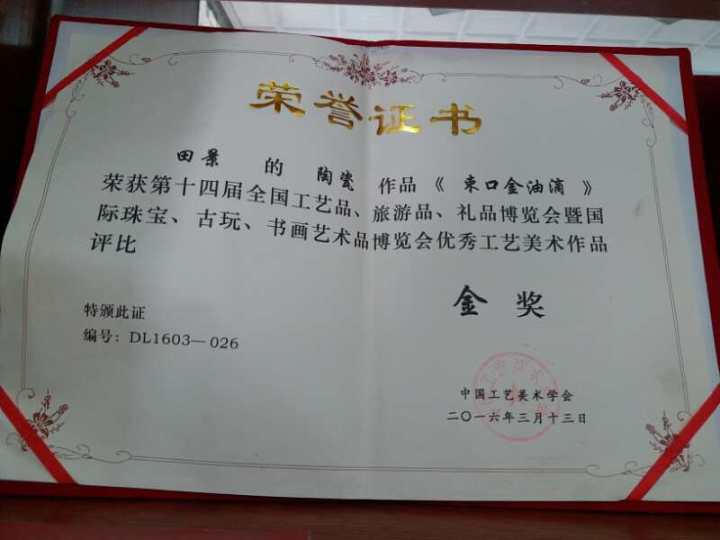 荣誉证书
田景 的 陶瓷 作品《 束口金油滴 》
荣获第十四届全国工艺品、旅游品、礼品博览会暨国
际珠宝、古玩、书画艺术品博览会优秀工艺美术作品
评比
金 奖
特颁此证
编号：DL1603—026
中国工艺美术学会
二〇一六年三月十三日